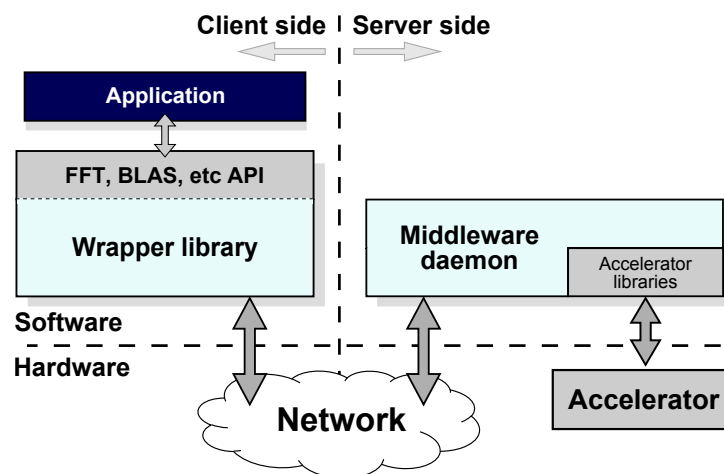 Client side
Server side
Application
FFT, BLAS, etc API
Wrapper library
Middleware
daemon
Accelerator
libraries
Software
Hardware
Network
Accelerator